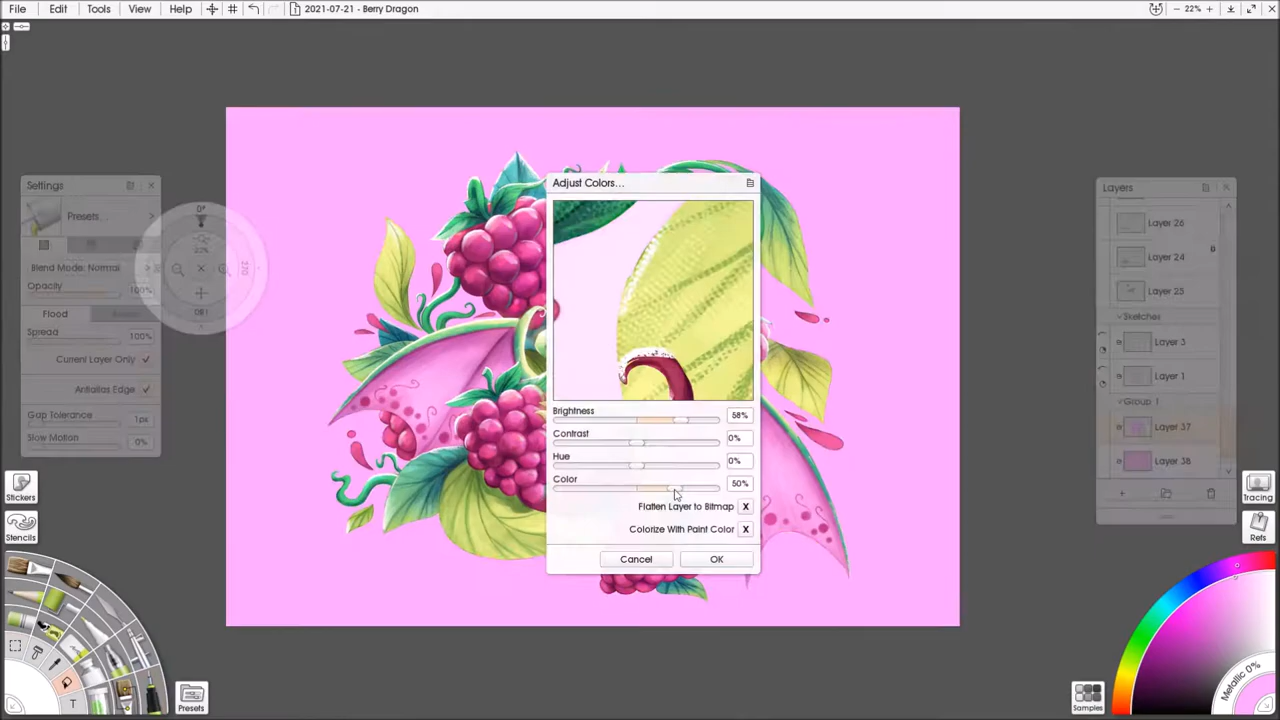 File Edit Tools View Help 2021-07-21 - Berry Dragon 22%
Settings
Presets...
Blend Mode: Normal
Opacity 100%
Flood
Spread 100%
Current Layer Only
Antialias Edge
Gap Tolerance 1px
Slow Motion 0%
0°
22%
270
Adjust Colors...
Brightness 58%
Contrast 0%
Hue 0%
Color 50%
Flatten Layer to Bitmap X
Colorize With Paint Color X
Cancel OK
Layers
Layer 26
Layer 24
Layer 25
Sketches
Layer 3
Layer 1
Group 1
Layer 37
Layer 38
Stickers
Stencils
Presets
T
Tracing
Refs
Metallic 0%
Samples